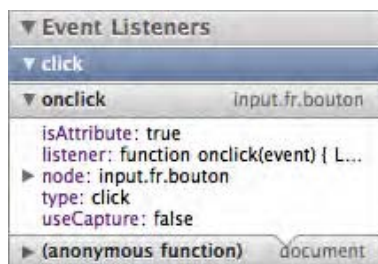 ▼ Event Listeners
▼ click
▼ onclick input.fr.bouton
isAttribute: true
listener: function onclick(event) { L...
▶ node: input.fr.bouton
type: click
useCapture: false
▶ (anonymous function) document